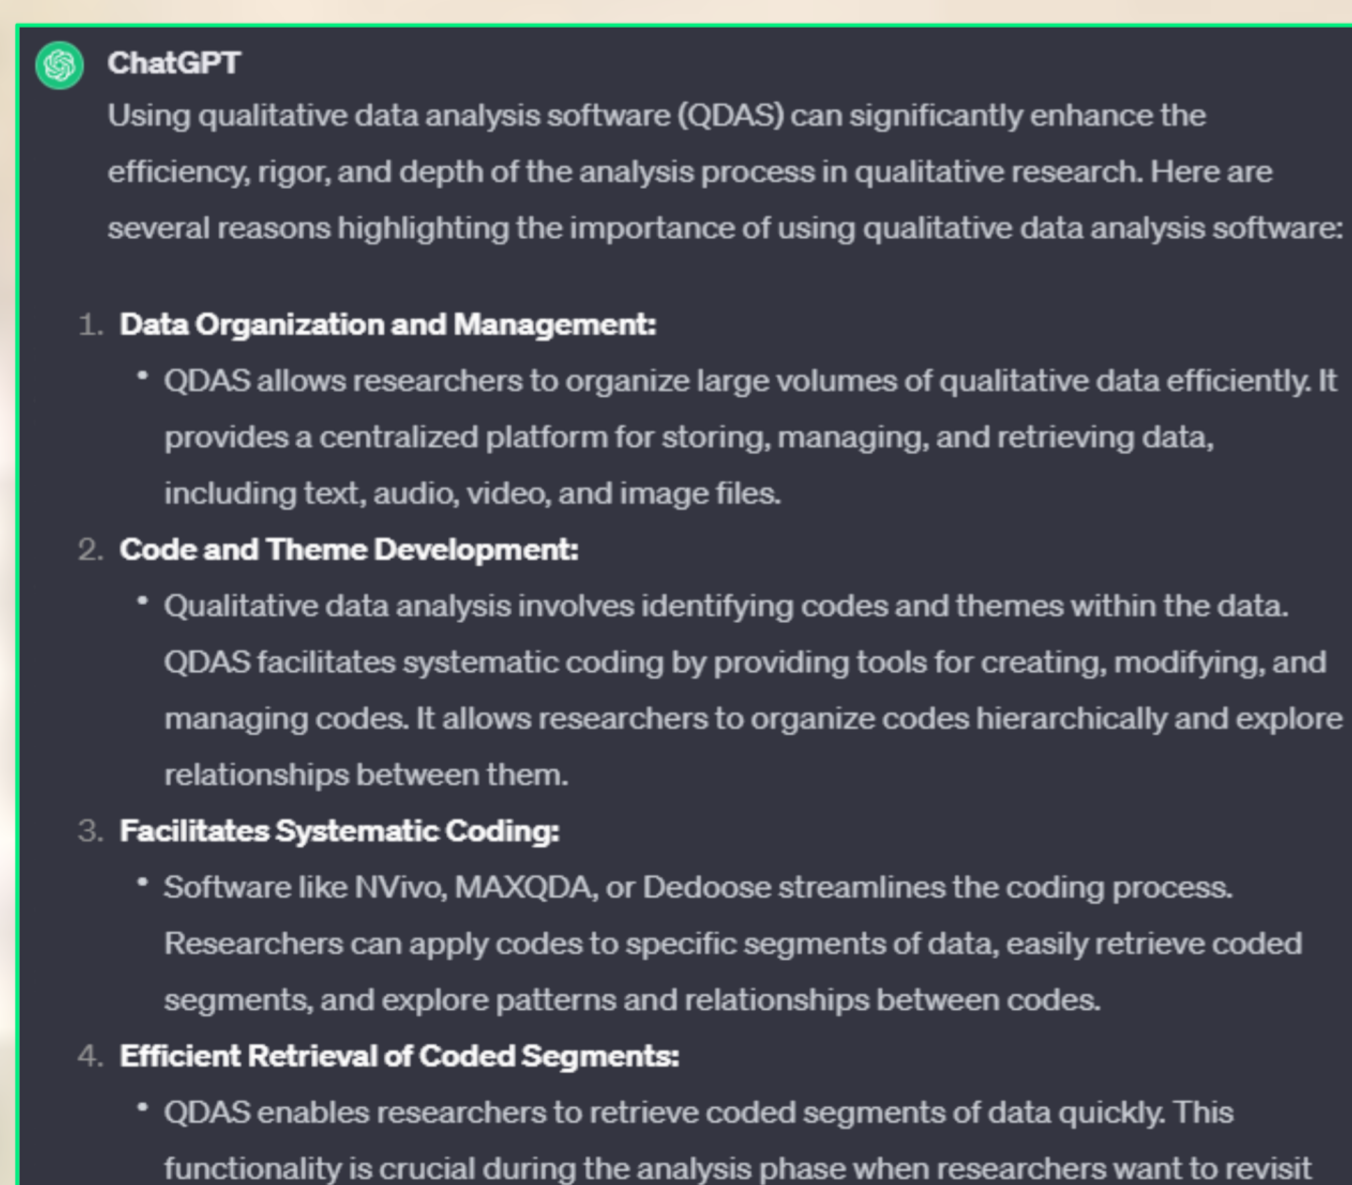 ChatGPT
Using qualitative data analysis software (QDAS) can significantly enhance the
efficiency, rigor, and depth of the analysis process in qualitative research. Here are
several reasons highlighting the importance of using qualitative data analysis software:
1. Data Organization and Management:
• QDAS allows researchers to organize large volumes of qualitative data efficiently. It
provides a centralized platform for storing, managing, and retrieving data,
including text, audio, video, and image files.
2. Code and Theme Development:
• Qualitative data analysis involves identifying codes and themes within the data.
QDAS facilitates systematic coding by providing tools for creating, modifying, and
managing codes. It allows researchers to organize codes hierarchically and explore
relationships between them.
3. Facilitates Systematic Coding:
• Software like NVivo, MAXQDA, or Dedoose streamlines the coding process.
Researchers can apply codes to specific segments of data, easily retrieve coded
segments, and explore patterns and relationships between codes.
4. Efficient Retrieval of Coded Segments:
• QDAS enables researchers to retrieve coded segments of data quickly. This
functionality is crucial during the analysis phase when researchers want to revisit